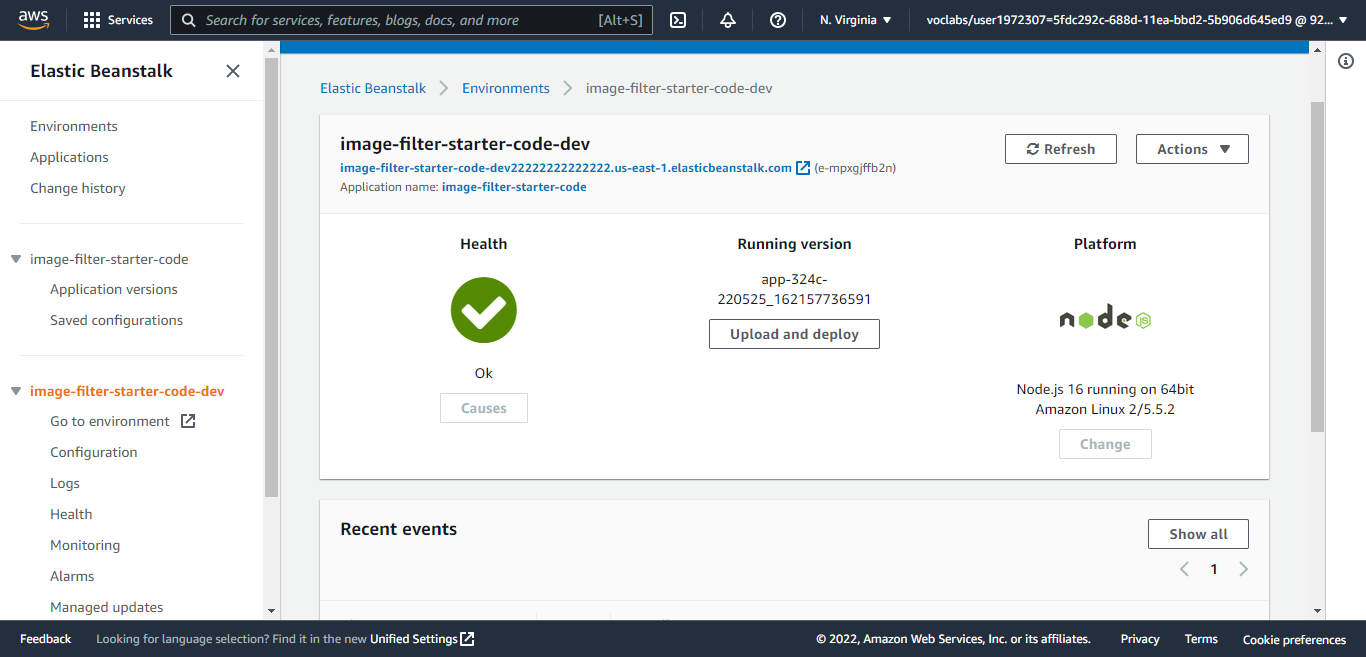 aws
Services
Search for services, features, blogs, docs, and more [Alt+S]
N. Virginia
voclabs/user1972307=5fdc292c-688d-11ea-bbd2-5b906d645ed9 @ 92...
Elastic Beanstalk
Environments
Applications
Change history
image-filter-starter-code
Application versions
Saved configurations
image-filter-starter-code-dev
Go to environment
Configuration
Logs
Health
Monitoring
Alarms
Managed updates
Elastic Beanstalk > Environments > image-filter-starter-code-dev
image-filter-starter-code-dev
image-filter-starter-code-dev22222222222222.us-east-1.elasticbeanstalk.com (e-mpxgjffb2n)
Application name: image-filter-starter-code
Refresh
Actions
Health
Ok
Causes
Running version
app-324c-
220525_162157736591
Upload and deploy
Platform
node JS
Node.js 16 running on 64bit
Amazon Linux 2/5.5.2
Change
Recent events
Show all
1
Feedback
Looking for language selection? Find it in the new Unified Settings
© 2022, Amazon Web Services, Inc. or its affiliates.
Privacy
Terms
Cookie preferences